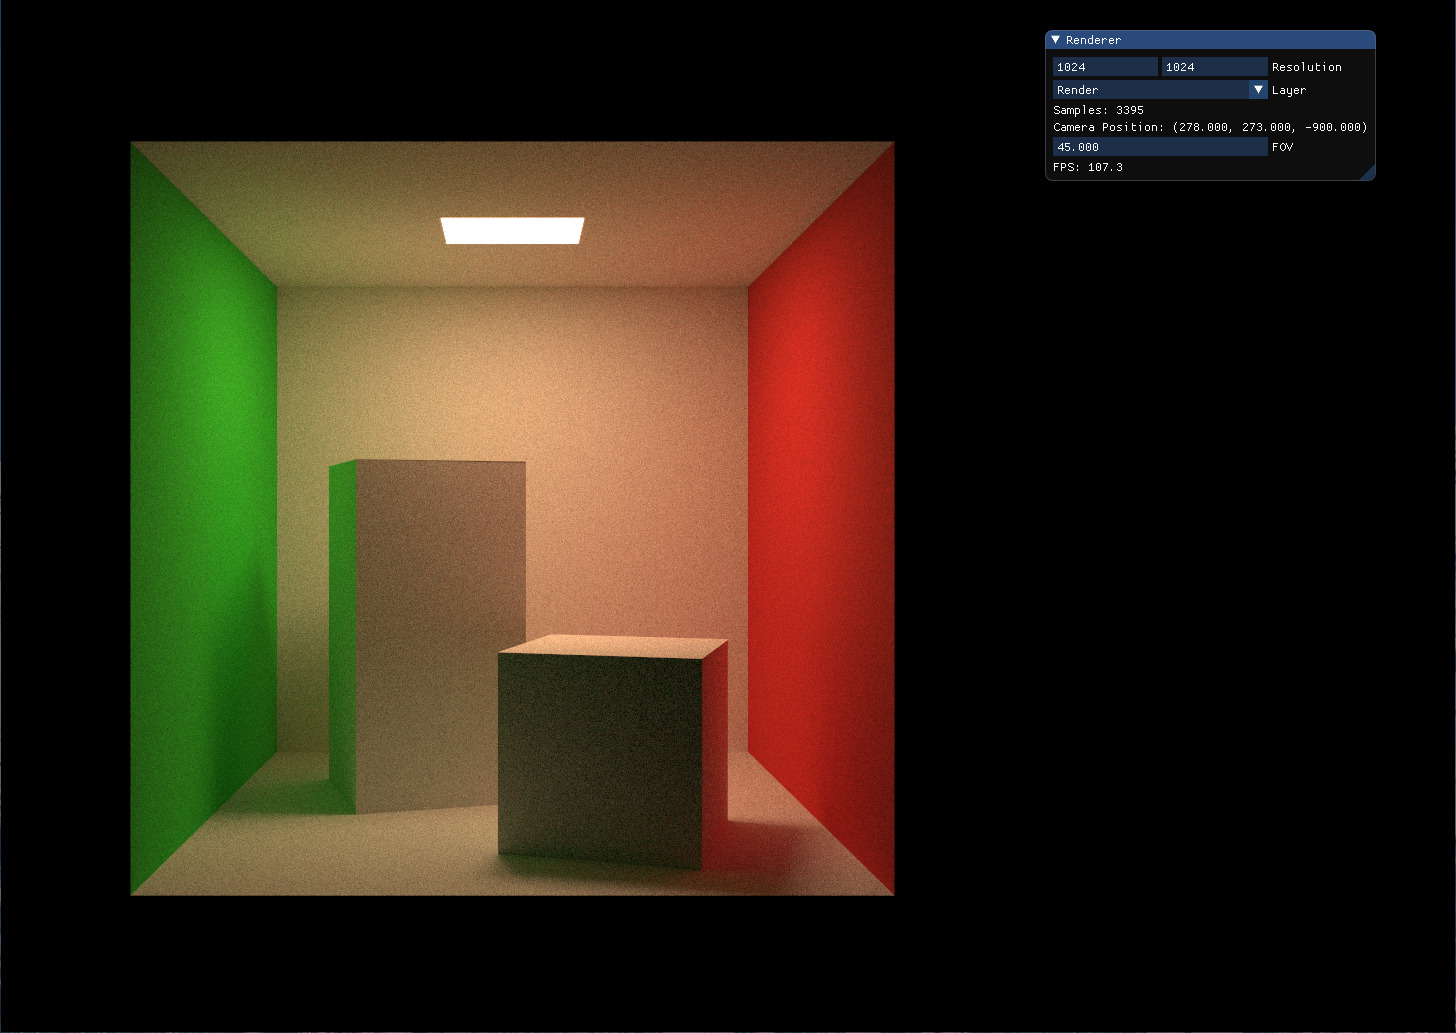 Renderer
1024 1024 Resolution
Render Layer
Samples: 3395
Camera Position: (278.000, 273.000, -900.000)
45.000 FOV
FPS: 107.3